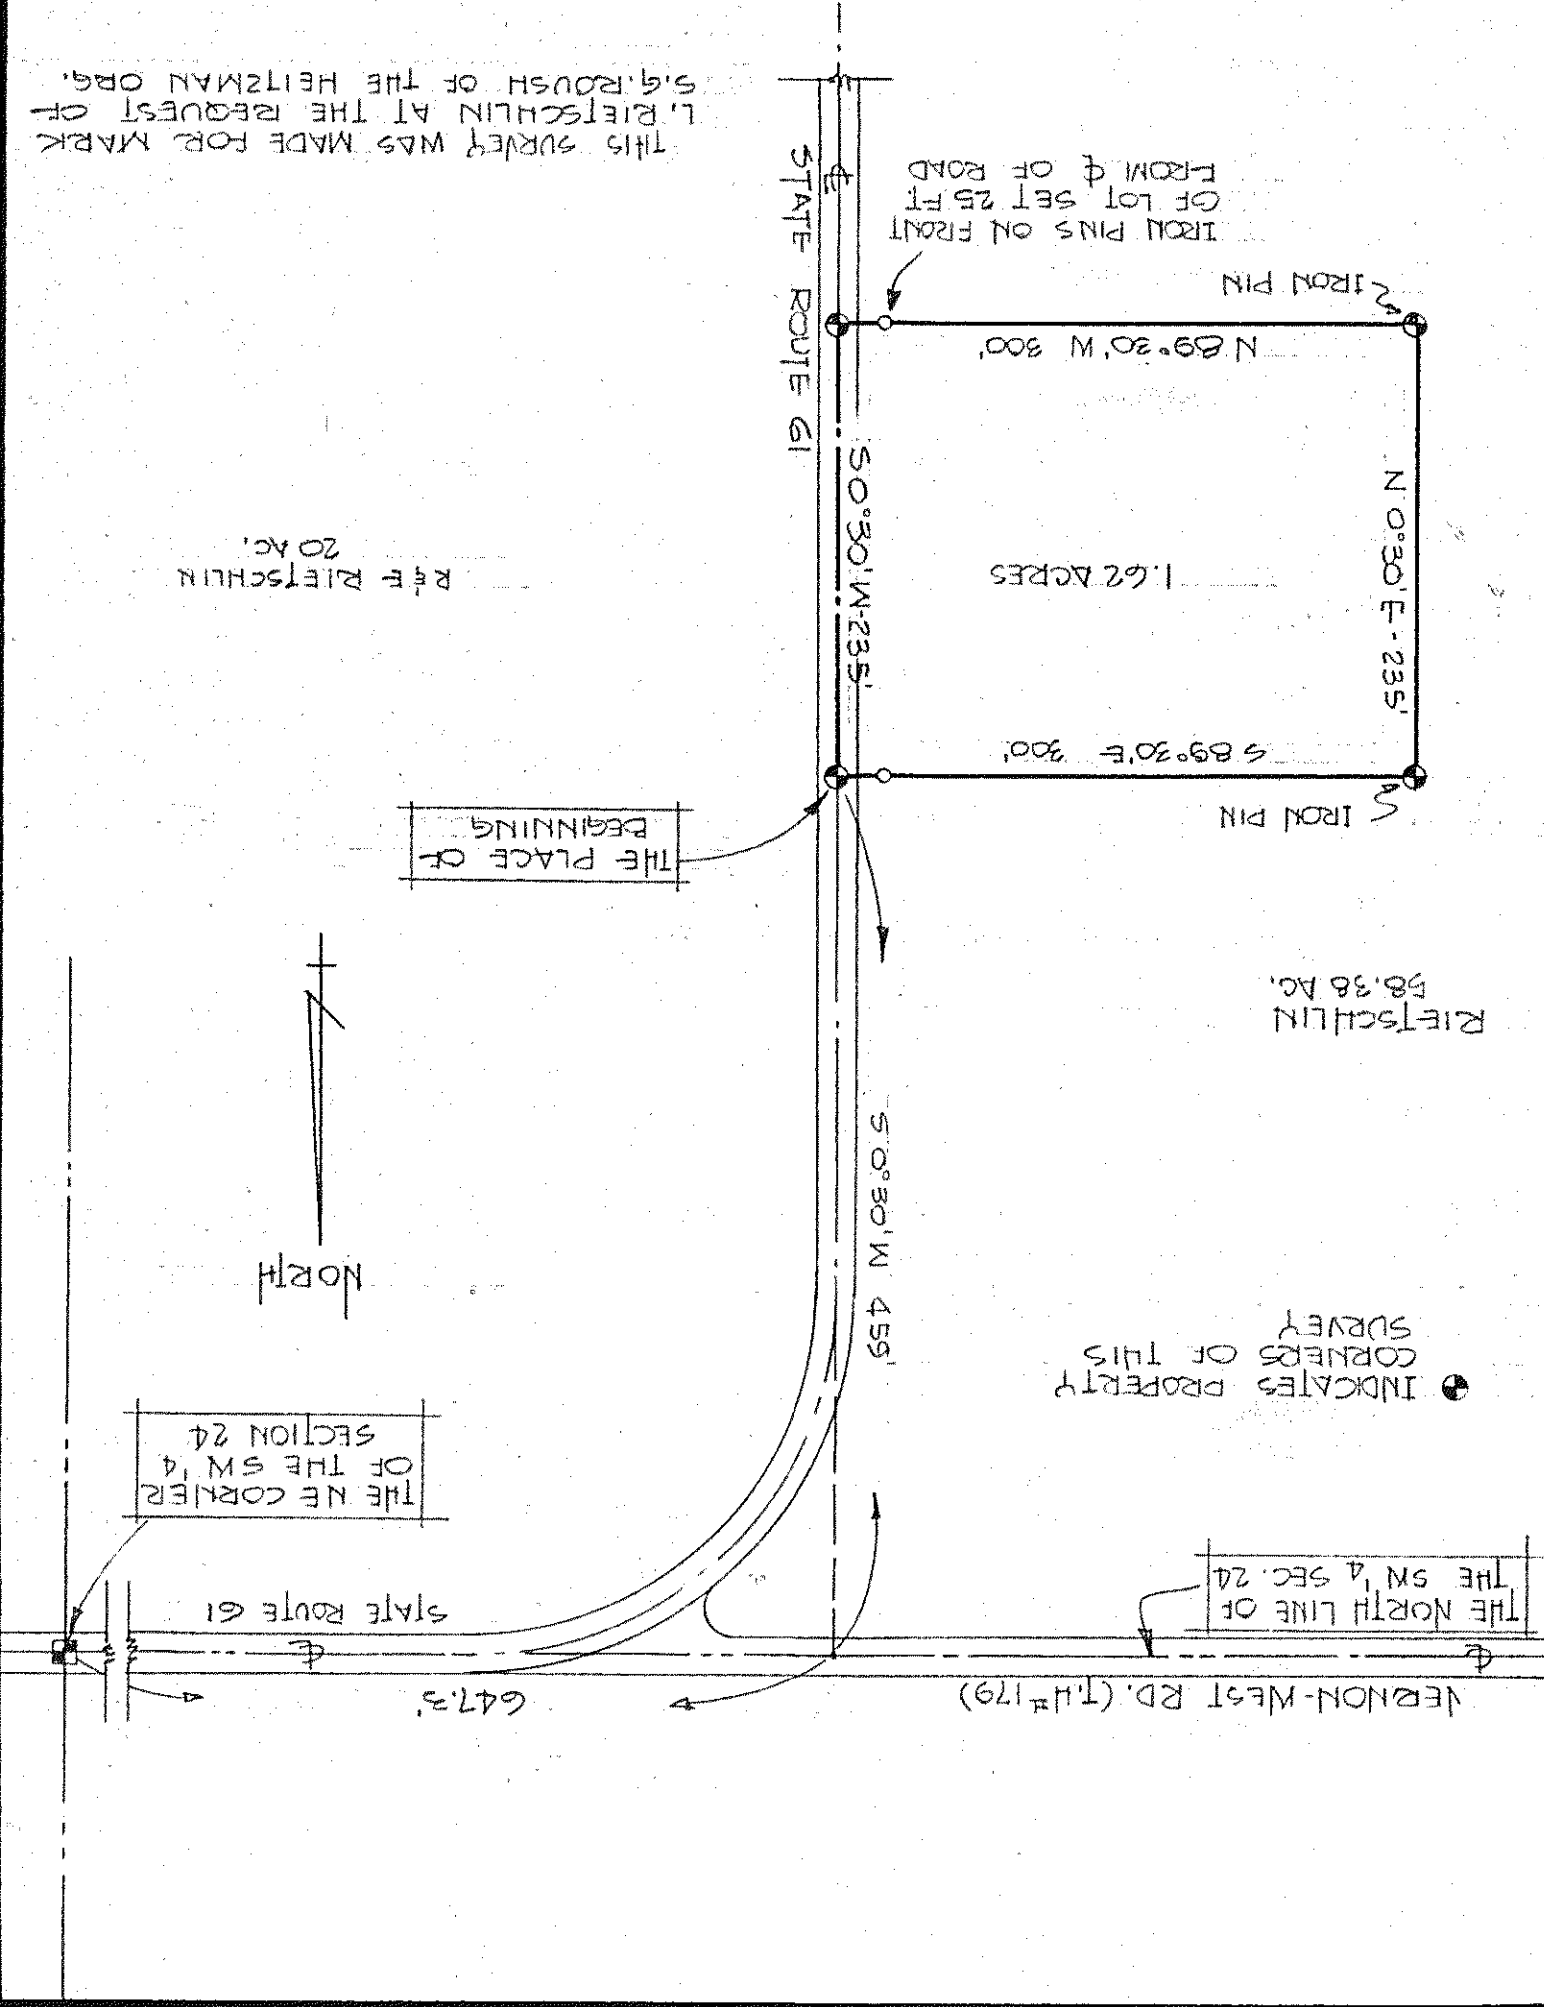 VERNON-WEST RD. (T.H#179)
647.3'
℄
℄
THE NORTH LINE OF
THE SW ¼ SEC. 24
STATE ROUTE 61
THE NE CORNER
OF THE SW ¼
SECTION 24
INDICATES PROPERTY
CORNERS OF THIS
SURVEY
S 0°30'W 459'
NORTH
RIETSCHLIN
58.38 AC.
THE PLACE OF
BEGINNING
IRON PIN
S 89°30'E 300'
N 0°30'E - 235'
1.62 ACRES
S 0°30'W-235'
R & E RIETSCHLIN
20 AC.
N 89°30'W 300'
IRON PIN
STATE ROUTE 61
IRON PINS ON FRONT
OF LOT SET 25 FT
FROM ℄ OF ROAD
℄
THIS SURVEY WAS MADE FOR MARK
L. RIETSCHLIN AT THE REQUEST OF
S.G. ROUSH OF THE HEITZMAN ORG.